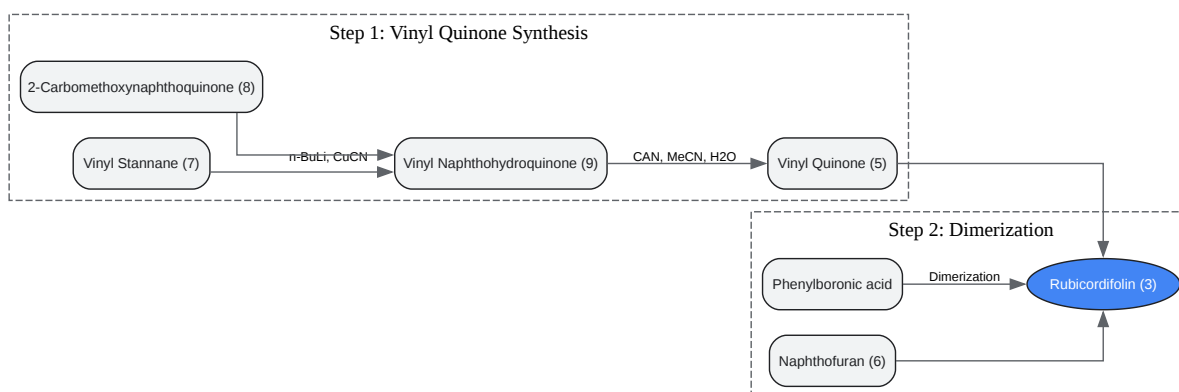 Step 1: Vinyl Quinone Synthesis
2-Carbomethoxynaphthoquinone (8)
Vinyl Stannane (7)
n-BuLi, CuCN
Vinyl Naphthohydroquinone (9)
CAN, MeCN, H2O
Vinyl Quinone (5)
Step 2: Dimerization
Phenylboronic acid
Dimerization
Rubicordifolin (3)
Naphthofuran (6)